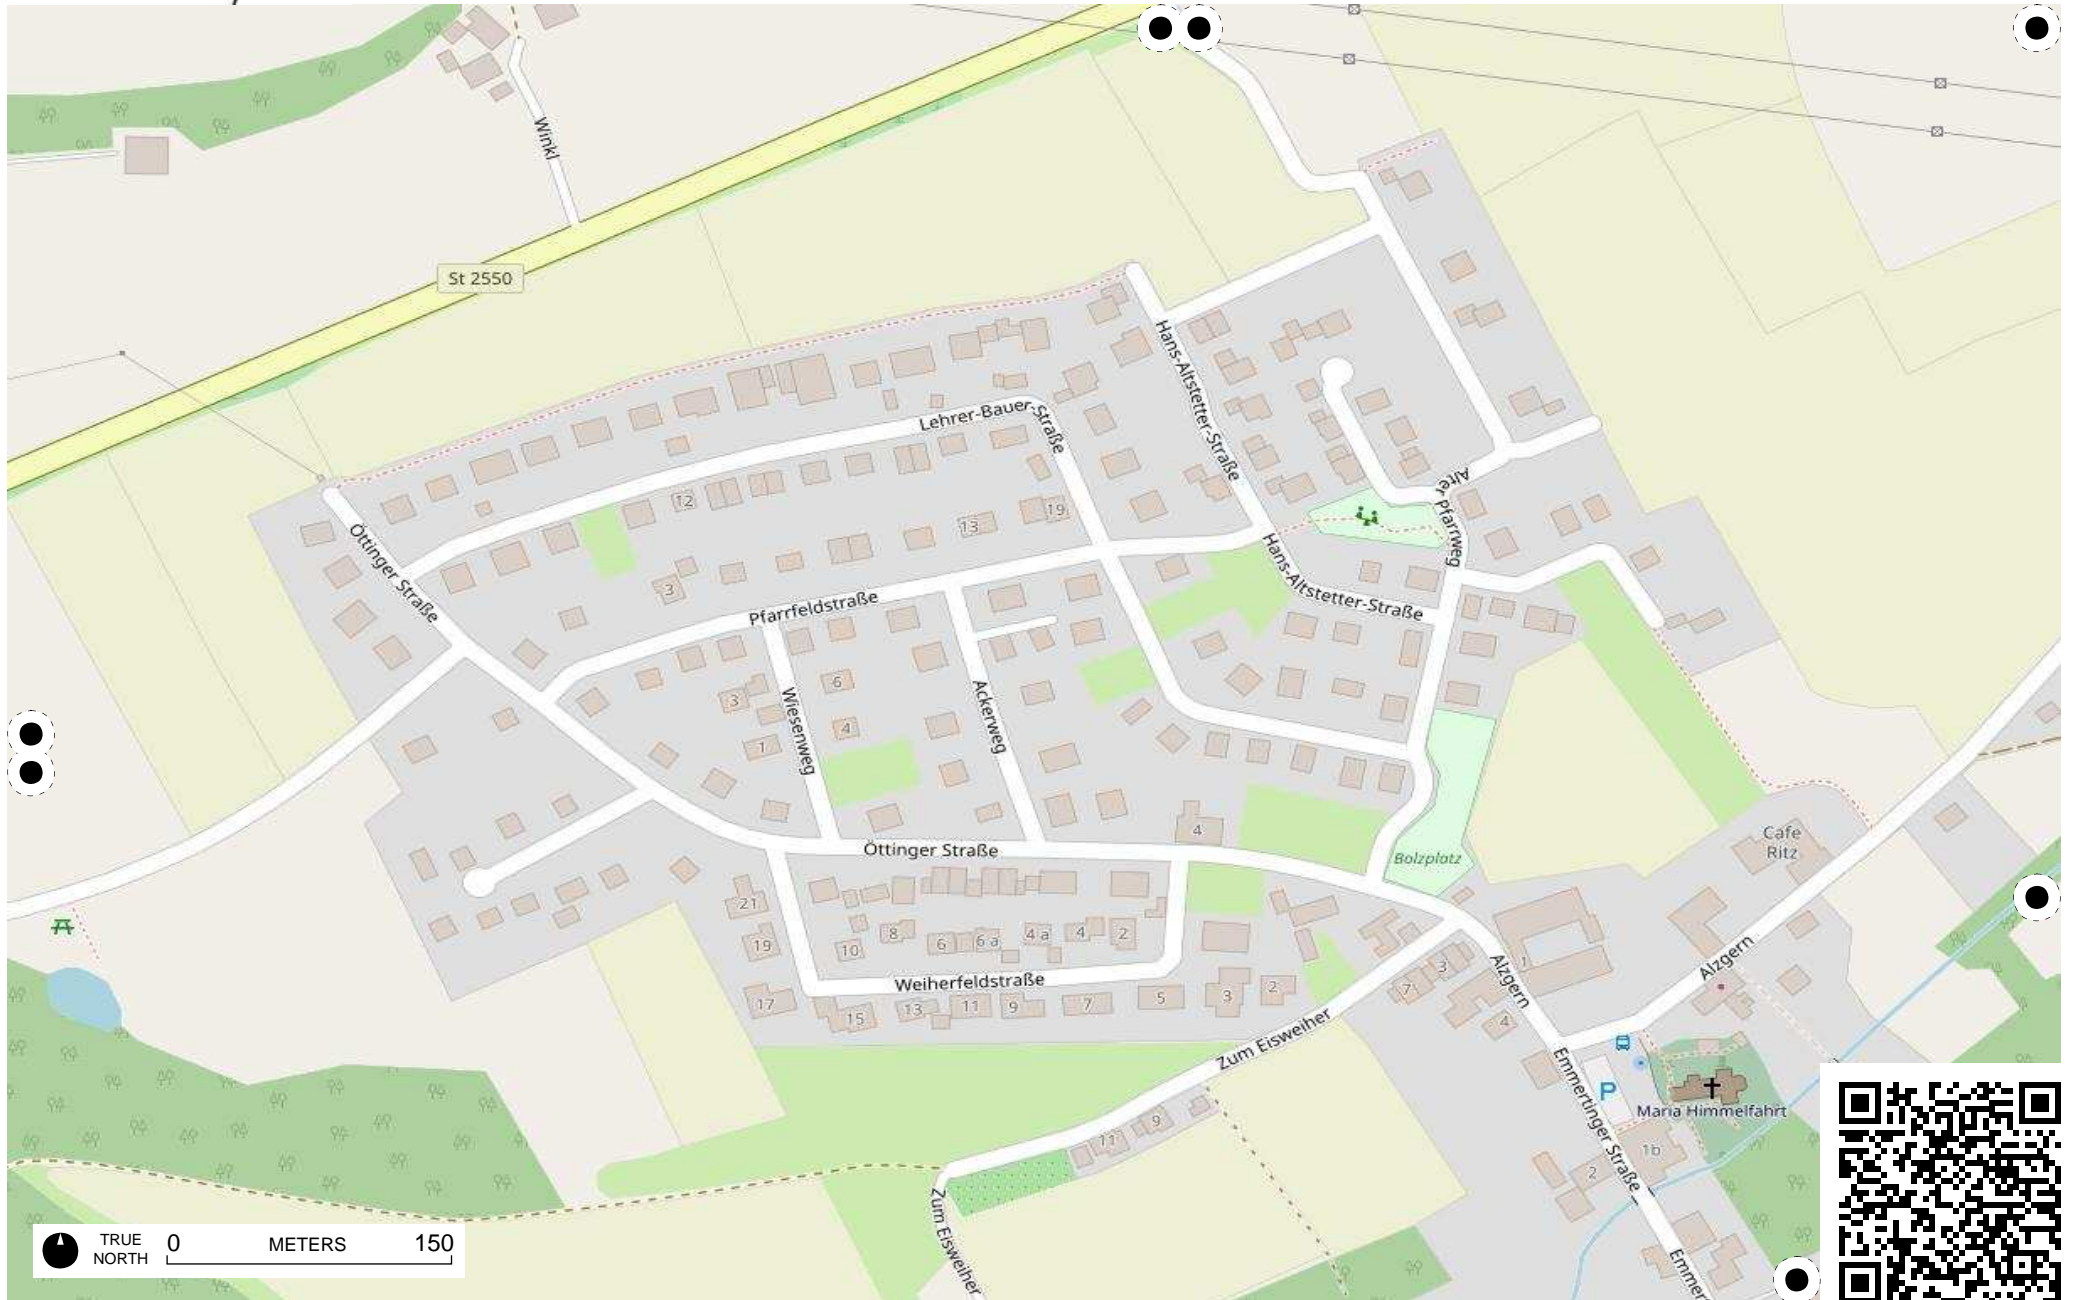 Winkl
St 2550
Hans-Altstetter-Straße
Lehrer-Bauer-Straße
Alter Pfarrweg
12
13
19
Öttinger Straße
3
Hans-Altstetter-Straße
Pfarrfeldstraße
6
3
Wiesenweg
Ackerweg
4
1
4
Cafe
Ritz
Öttinger Straße
Bolzplatz
21
8
6
6 a
4 a
4
2
19
10
1
Alzgern
3
Alzgern
Weiherfeldstraße
7
2
17
15
13
11
9
7
5
3
4
Zum Eisweiher
Emmertinger Straße
P
Maria Himmelfahrt
9
11
1b
2
Zum Eisweiher
TRUE
NORTH
0 METERS 150
Emmer